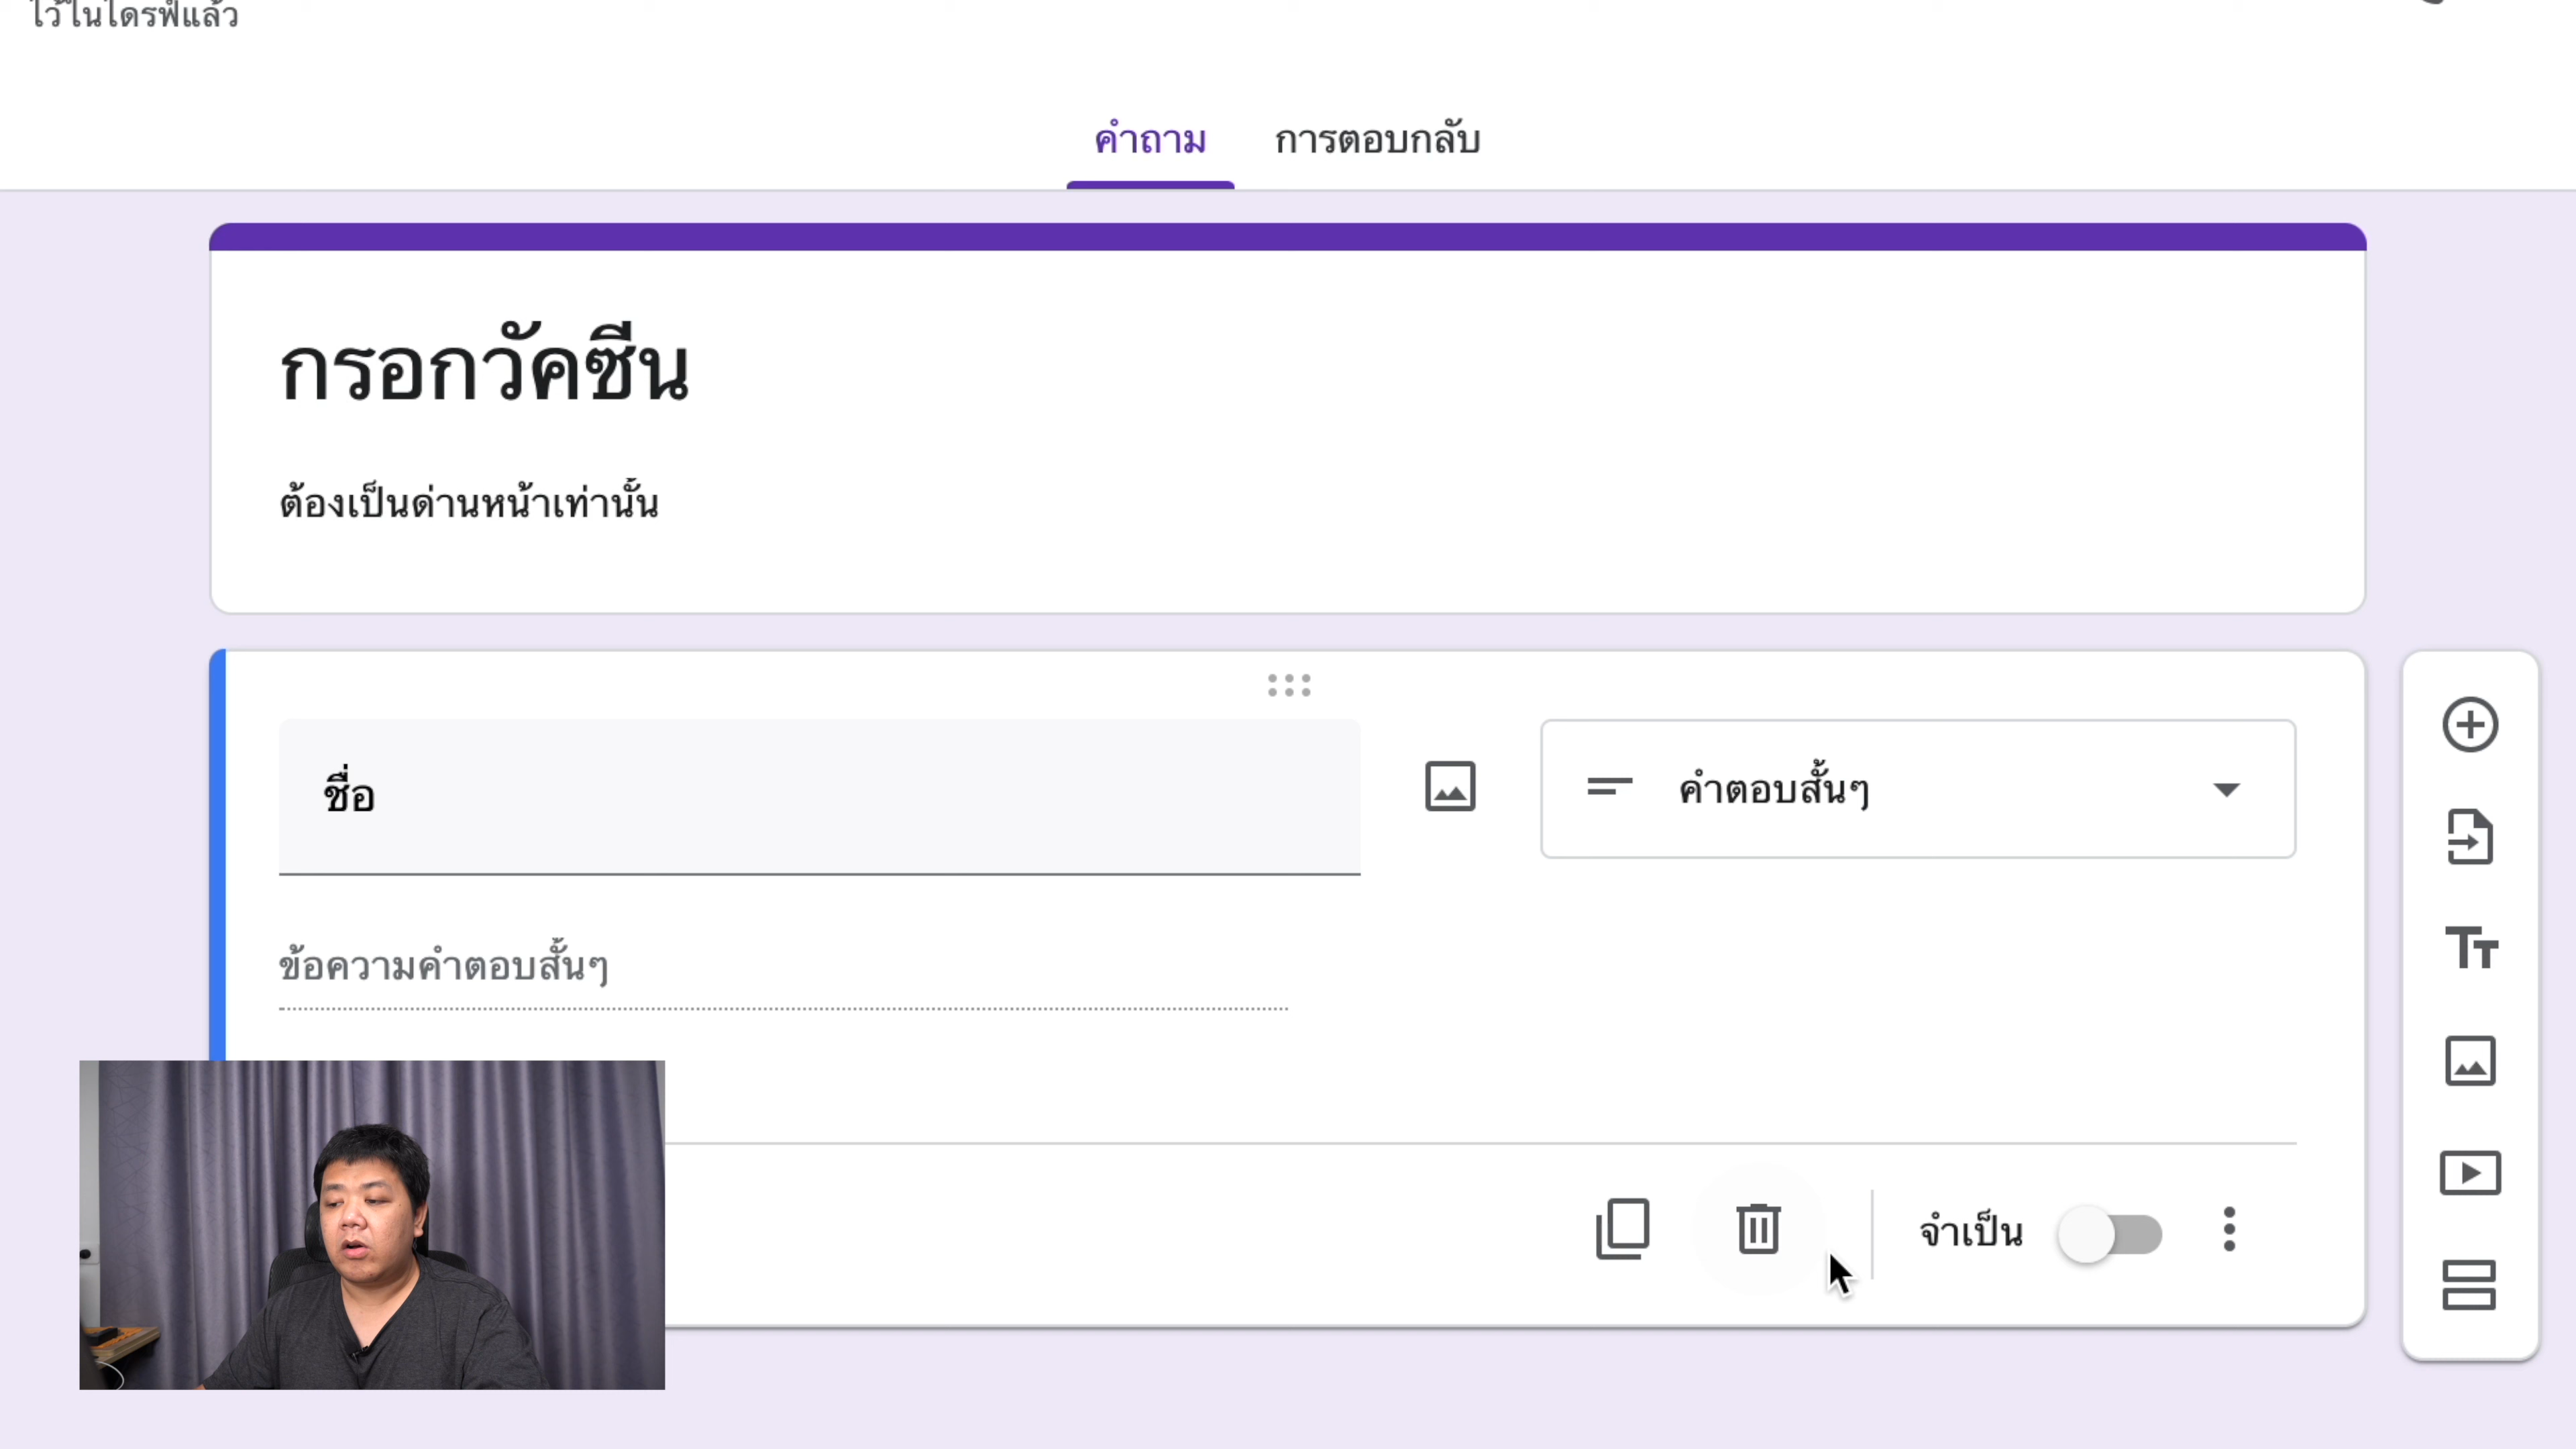 ไว้ในไดรฟ์แล้ว
คำถาม
การตอบกลับ
กรอกวัคซีน
ต้องเป็นด่านหน้าเท่านั้น
ชื่อ
คำตอบสั้นๆ
ข้อความคำตอบสั้นๆ
จำเป็น